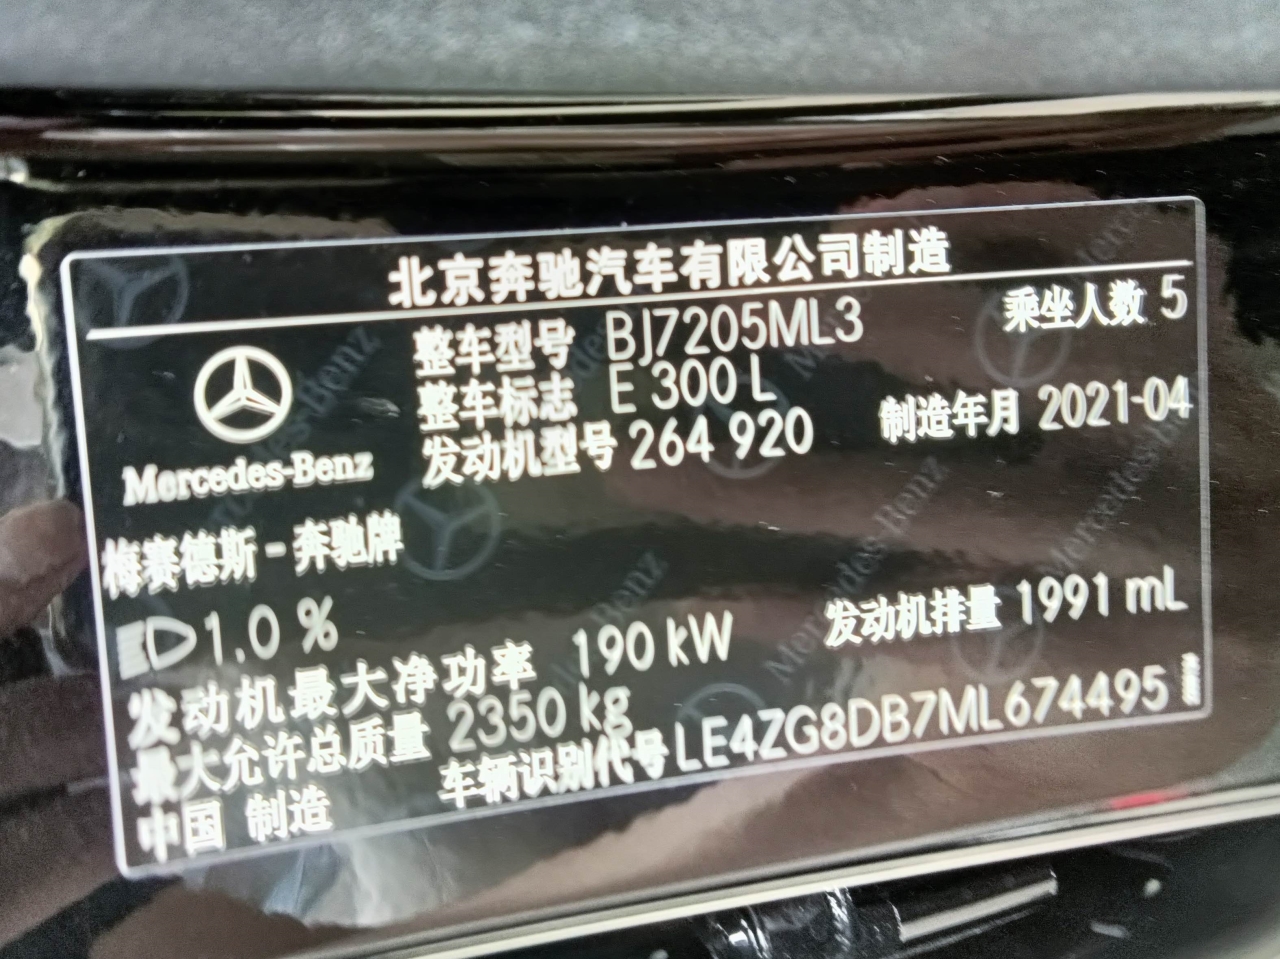 北京奔驰汽车有限公司制造
整车型号 BJ7205ML3 乘坐人数 5
整车标志 E 300 L
发动机型号 264 920 制造年月 2021-04
Mercedes-Benz
梅赛德斯-奔驰牌
1.0 %
发动机最大净功率 190 kW 发动机排量 1991 mL
最大允许总质量 2350 kg
中国 制造 车辆识别代号 LE4ZG8DB7ML674495